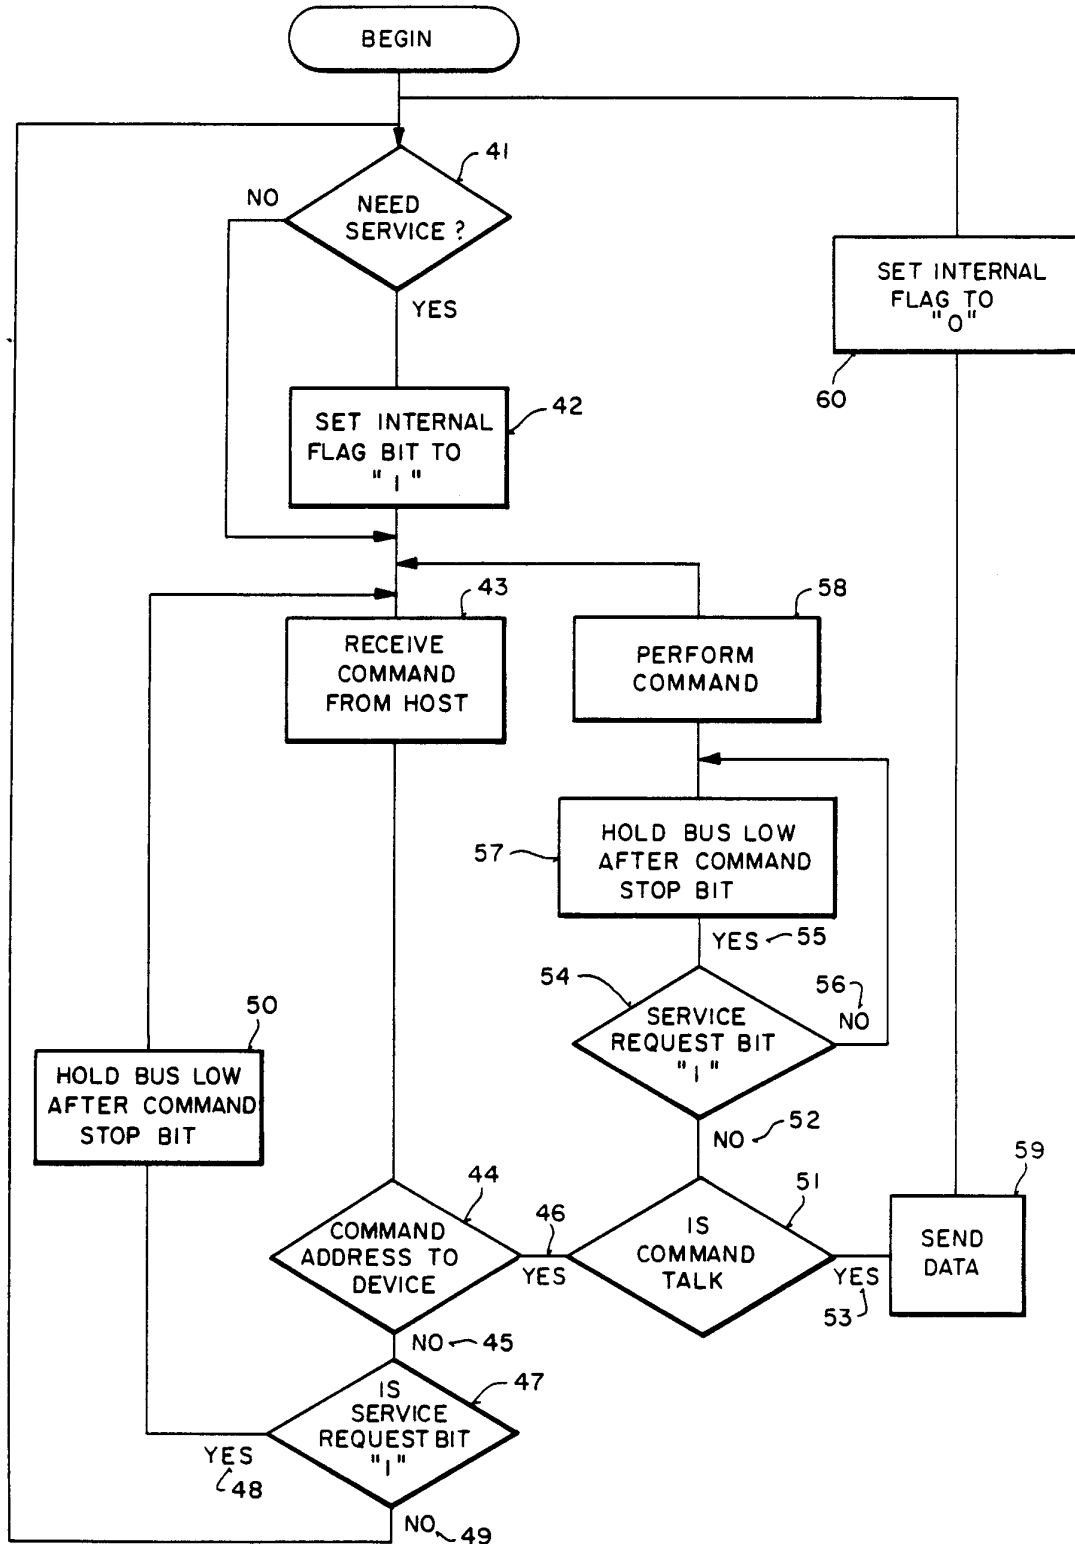 BEGIN
41
NO
NEED
SERVICE ?
YES
SET INTERNAL
FLAG TO
"0"
60
42
SET INTERNAL
FLAG BIT TO
"1"
43
RECEIVE
COMMAND
FROM HOST
58
PERFORM
COMMAND
57
HOLD BUS LOW
AFTER COMMAND
STOP BIT
YES 55
54
SERVICE
REQUEST BIT
"1"
56
NO
50
HOLD BUS LOW
AFTER COMMAND
STOP BIT
NO 52
44
COMMAND
ADDRESS TO
DEVICE
46
YES
51
IS
COMMAND
TALK
YES
53
59
SEND
DATA
NO 45
47
IS
SERVICE
REQUEST BIT
"1"
YES
48
NO 49